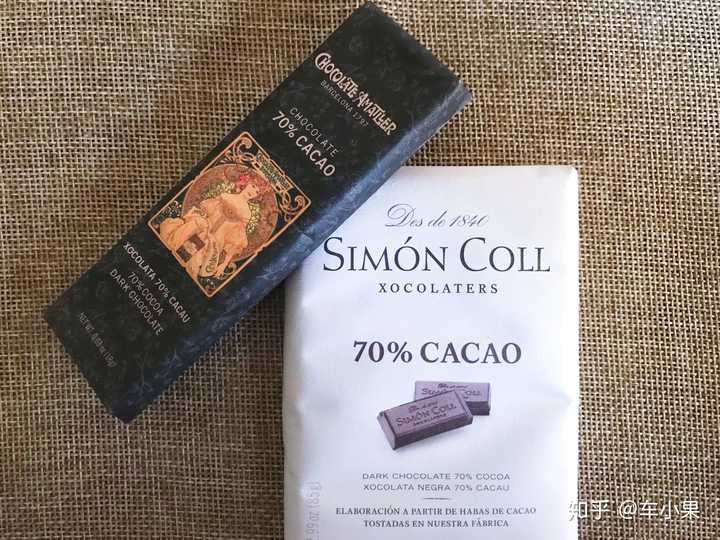 CHOCOLATE AMATLLER
BARCELONA 1797
CHOCOLATE
70% CACAO
XOCOLATA 70% CACAU
70% COCOA
DARK CHOCOLATE
Des de 1840
SIMÓN COLL
XOCOLATERS
70% CACAO
SIMÓN COLL
DARK CHOCOLATE 70% COCOA
XOCOLATA NEGRA 70% CACAU
ELABORACIÓN A PARTIR DE HABAS DE CACAO
TOSTADAS EN NUESTRA FÁBRICA
知乎 @车小果